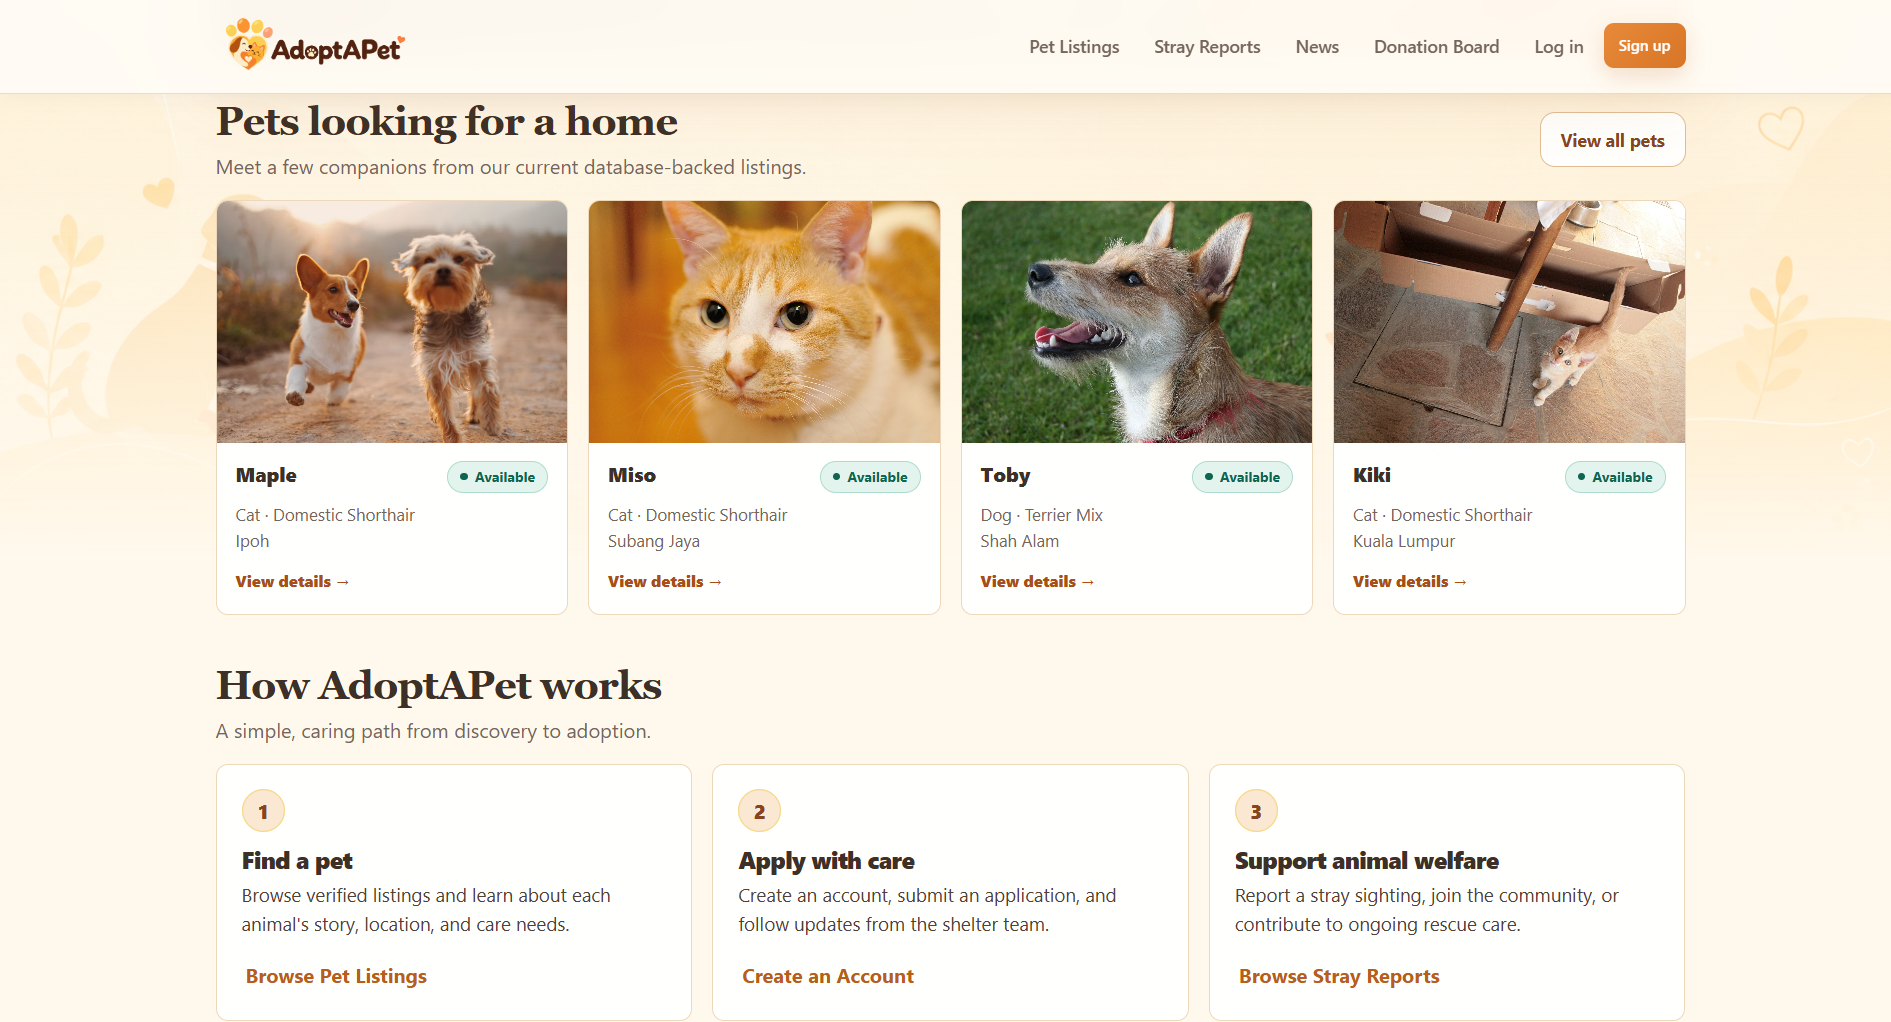 AdoptAPet
Pet Listings
Stray Reports
News
Donation Board
Log in
Sign up
Pets looking for a home
Meet a few companions from our current database-backed listings.
View all pets
Maple
Available
Cat · Domestic Shorthair
Ipoh
View details →
Miso
Available
Cat · Domestic Shorthair
Subang Jaya
View details →
Toby
Available
Dog · Terrier Mix
Shah Alam
View details →
Kiki
Available
Cat · Domestic Shorthair
Kuala Lumpur
View details →
How AdoptAPet works
A simple, caring path from discovery to adoption.
1
Find a pet
Browse verified listings and learn about each
animal's story, location, and care needs.
Browse Pet Listings
2
Apply with care
Create an account, submit an application, and
follow updates from the shelter team.
Create an Account
3
Support animal welfare
Report a stray sighting, join the community, or
contribute to ongoing rescue care.
Browse Stray Reports